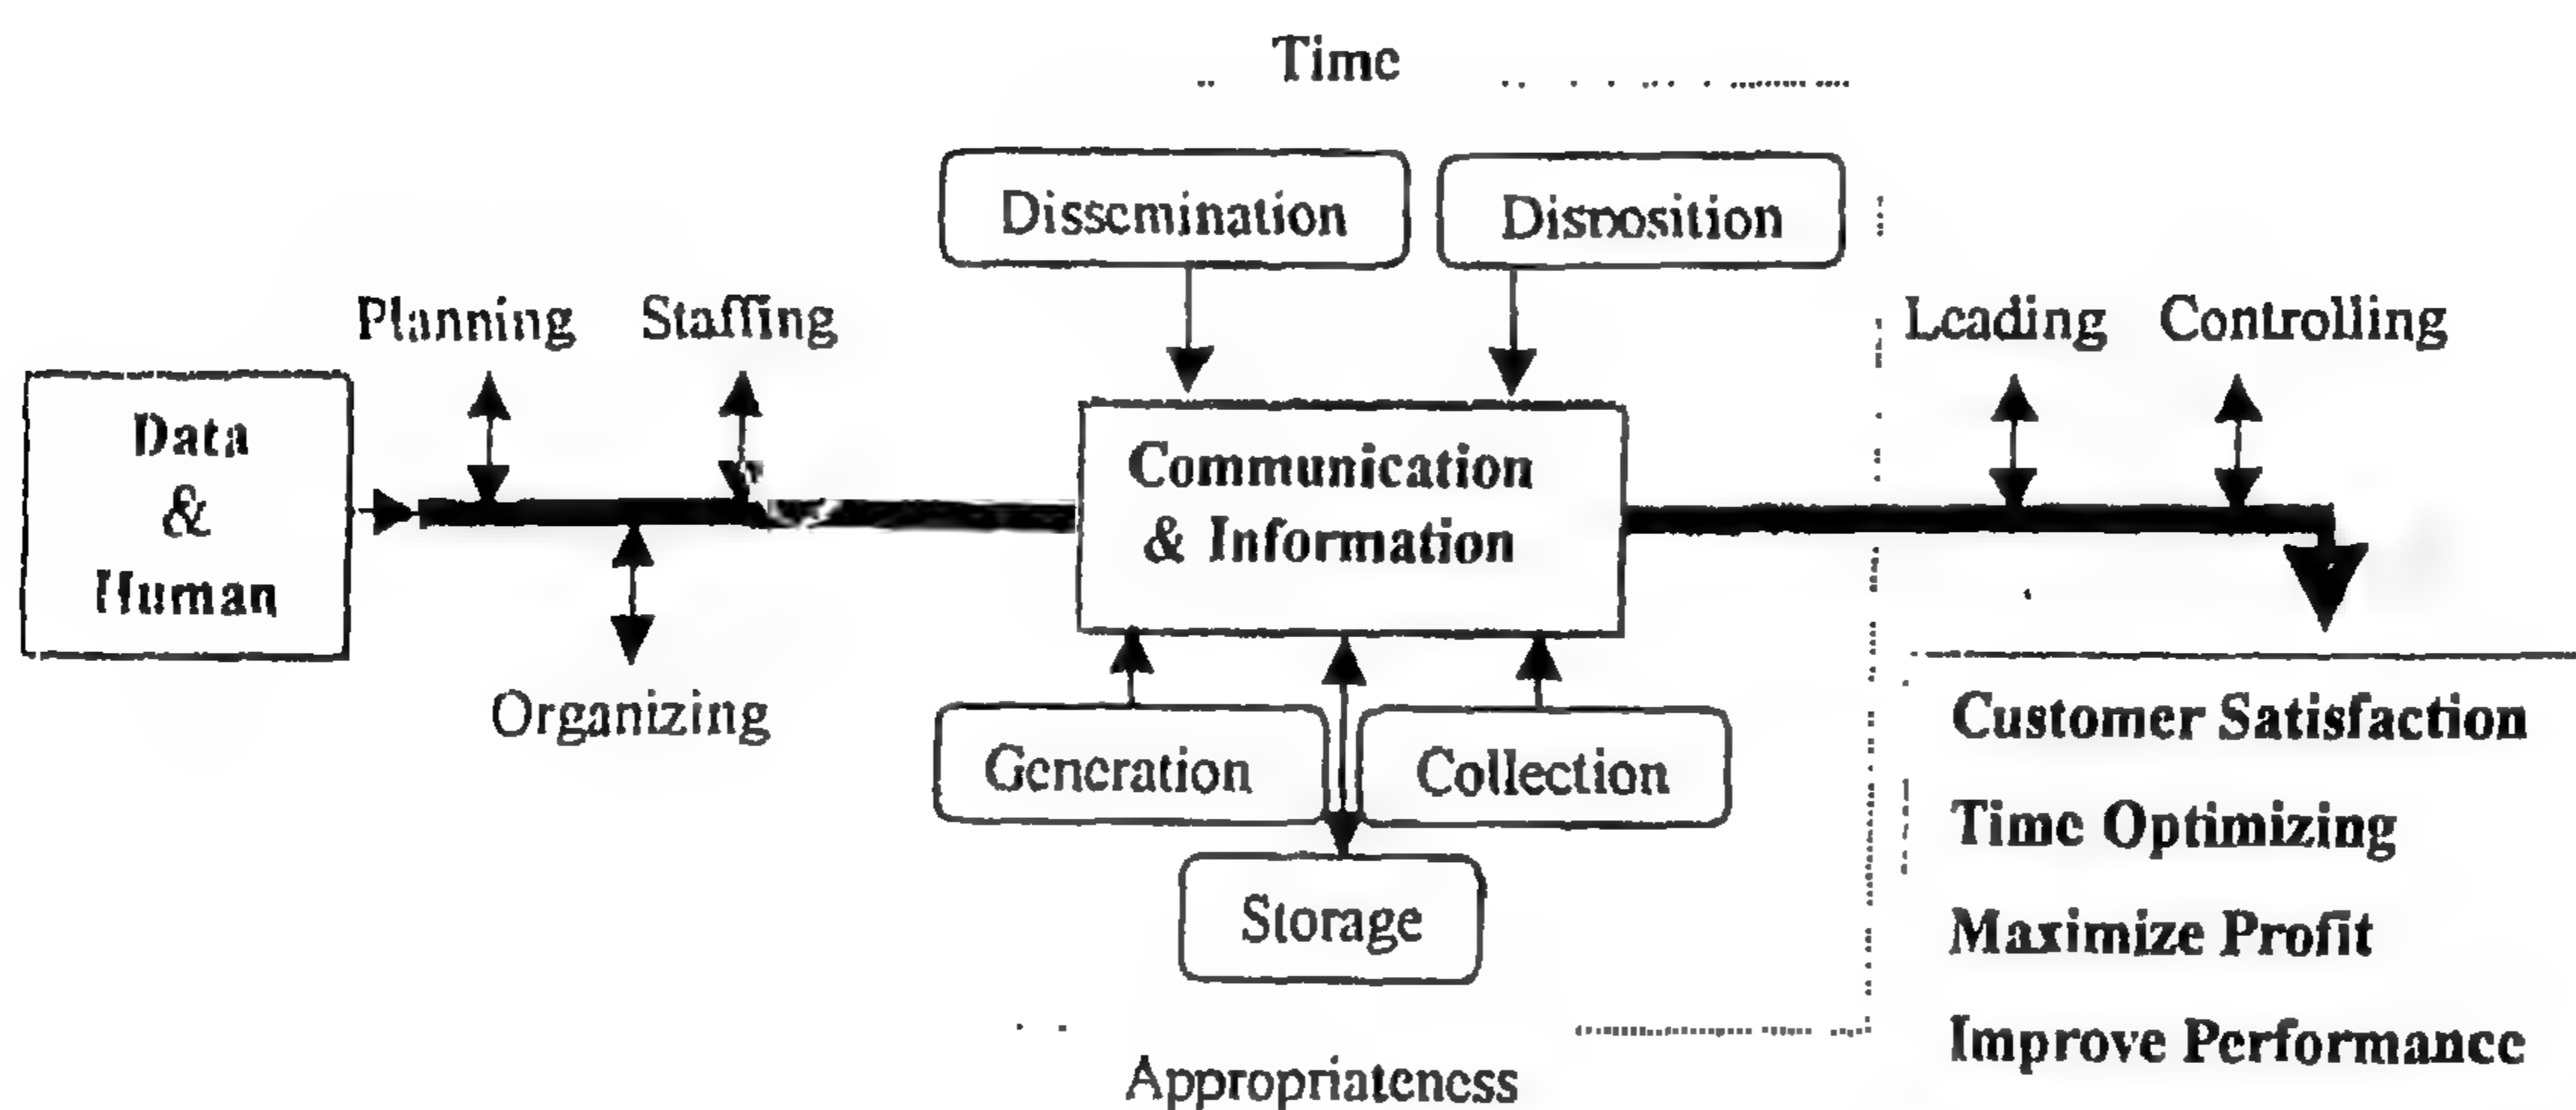 Time
Dissemination
Disposition
Planning
Staffing
Leading
Controlling
Data
&
Human
Communication
& Information
Organizing
Generation
Collection
Storage
Customer Satisfaction
Time Optimizing
Maximize Profit
Improve Performance
Appropriateness